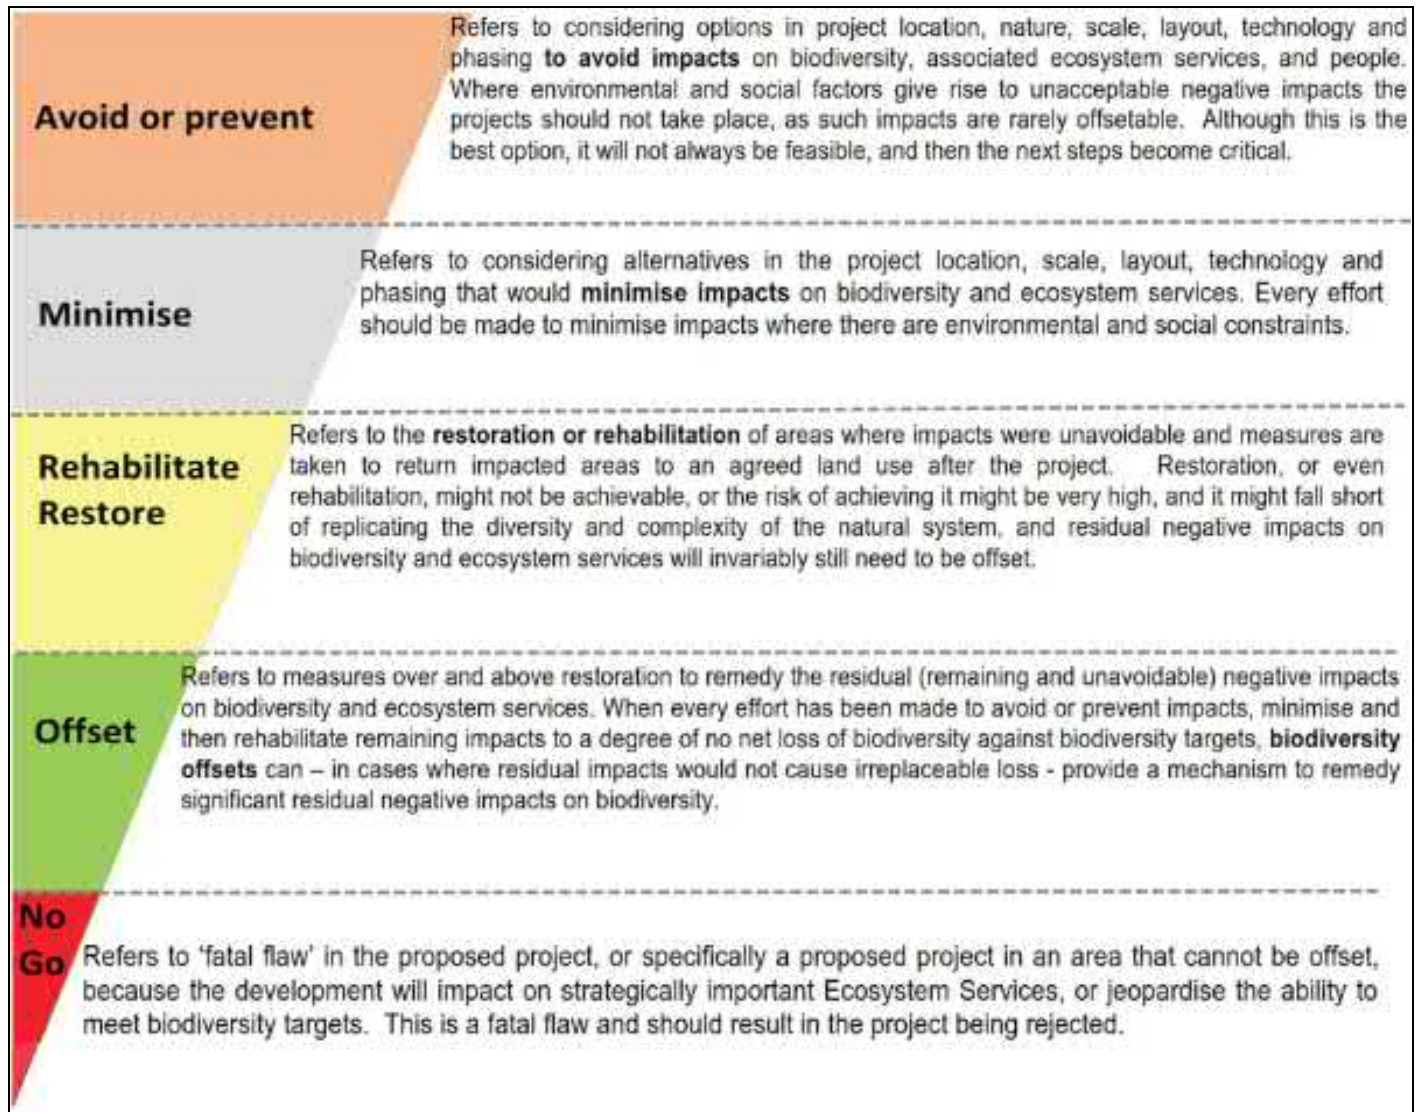 Refers to considering options in project location, nature, scale, layout, technology and
phasing to avoid impacts on biodiversity, associated ecosystem services, and people.
Where environmental and social factors give rise to unacceptable negative impacts the
projects should not take place, as such impacts are rarely offsetable. Although this is the
best option, it will not always be feasible, and then the next steps become critical.
Avoid or prevent
Refers to considering alternatives in the project location, scale, layout, technology and
phasing that would minimise impacts on biodiversity and ecosystem services. Every effort
should be made to minimise impacts where there are environmental and social constraints.
Minimise
Refers to the restoration or rehabilitation of areas where impacts were unavoidable and measures are
taken to return impacted areas to an agreed land use after the project. Restoration, or even
rehabilitation, might not be achievable, or the risk of achieving it might be very high, and it might fall short
of replicating the diversity and complexity of the natural system, and residual negative impacts on
biodiversity and ecosystem services will invariably still need to be offset.
Rehabilitate
Restore
Refers to measures over and above restoration to remedy the residual (remaining and unavoidable) negative impacts
on biodiversity and ecosystem services. When every effort has been made to avoid or prevent impacts, minimise and
then rehabilitate remaining impacts to a degree of no net loss of biodiversity against biodiversity targets, biodiversity
offsets can – in cases where residual impacts would not cause irreplaceable loss - provide a mechanism to remedy
significant residual negative impacts on biodiversity.
Offset
No
Go
Refers to ‘fatal flaw’ in the proposed project, or specifically a proposed project in an area that cannot be offset,
because the development will impact on strategically important Ecosystem Services, or jeopardise the ability to
meet biodiversity targets. This is a fatal flaw and should result in the project being rejected.